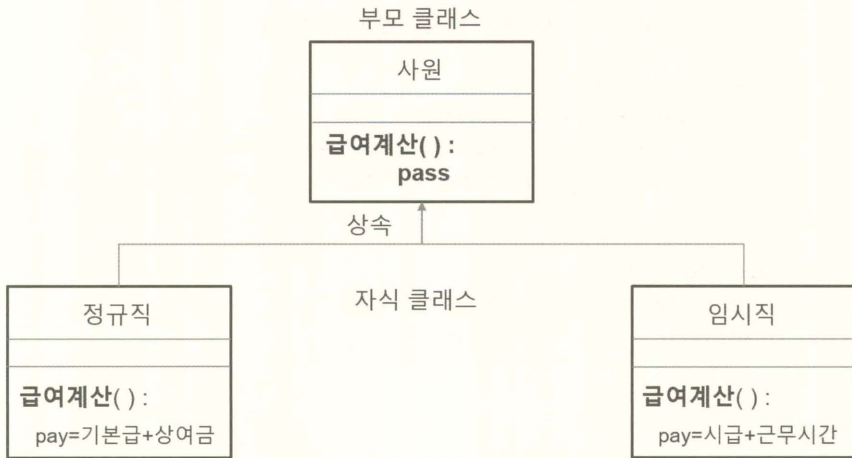 부모 클래스
사원
급여계산( ) :
pass
상속
자식 클래스
정규직
임시직
급여계산( ) :
pay=기본급+상여금
급여계산( ) :
pay=시급+근무시간